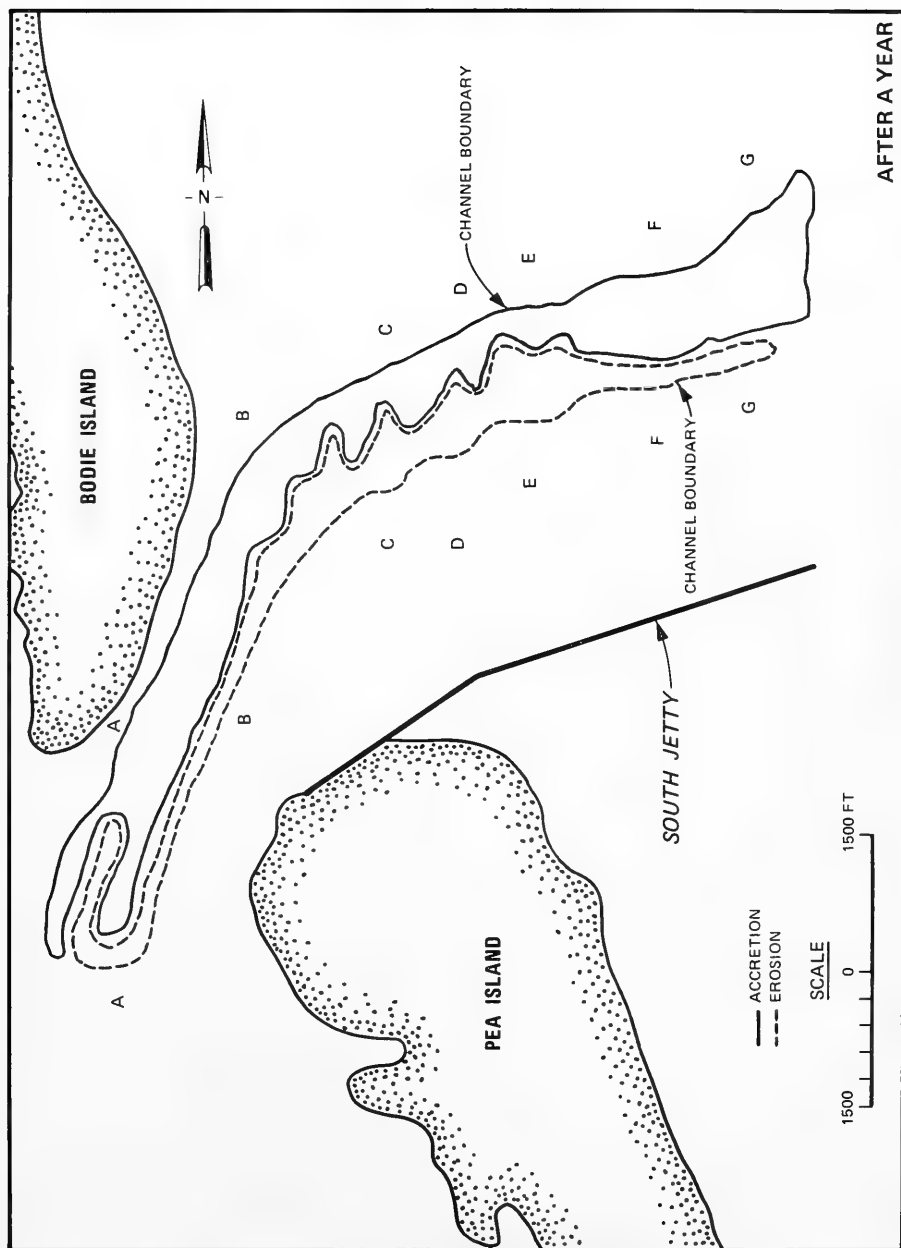 BODIE ISLAND
A
A
N
B
B
C
C
D
D
CHANNEL BOUNDARY
PEA ISLAND
E
E
F
F
SOUTH JETTY
CHANNEL BOUNDARY
G
G
ACCRETION
EROSION
SCALE
1500 0 1500 FT
AFTER A YEAR